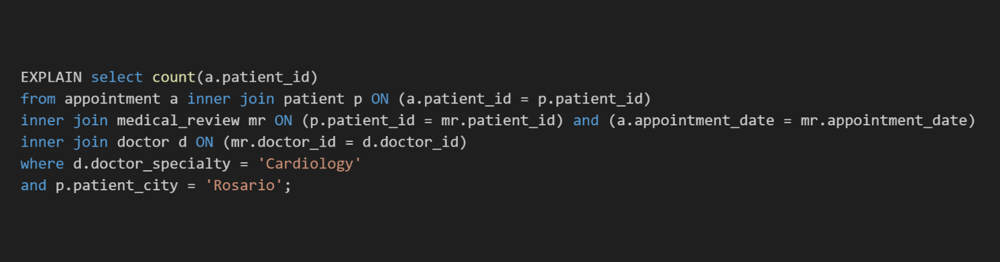 EXPLAIN select count(a.patient_id)
from appointment a inner join patient p ON (a.patient_id = p.patient_id)
inner join medical_review mr ON (p.patient_id = mr.patient_id) and (a.appointment_date = mr.appointment_date)
inner join doctor d ON (mr.doctor_id = d.doctor_id)
where d.doctor_specialty = 'Cardiology'
and p.patient_city = 'Rosario';